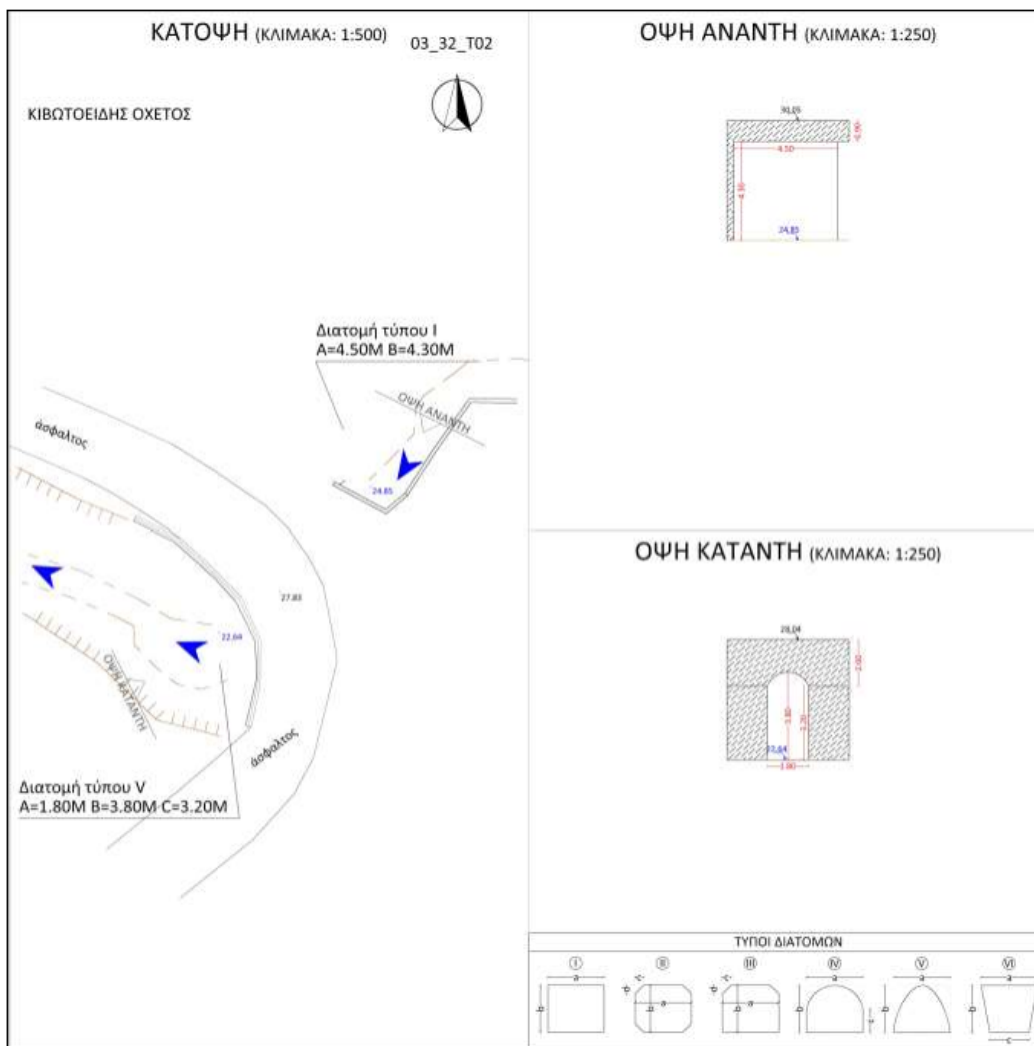 ΚΑΤΟΨΗ (ΚΛΙΜΑΚΑ: 1:500)
03_32_T02
ΚΙΒΩΤΟΕΙΔΗΣ ΟΧΕΤΟΣ
Διατομή τύπου I
A=4.50M B=4.30M
ΟΨΗ ΑΝΑΝΤΗ
άσφαλτος
24.85
27.83
22.64
ΟΨΗ ΚΑΤΑΝΤΗ
άσφαλτος
Διατομή τύπου V
A=1.80M B=3.80M C=3.20M
ΟΨΗ ΑΝΑΝΤΗ (ΚΛΙΜΑΚΑ: 1:250)
30.05
0.90
4.50
4.30
24.85
ΟΨΗ ΚΑΤΑΝΤΗ (ΚΛΙΜΑΚΑ: 1:250)
28.04
2.00
3.80
3.20
22.64
1.80
ΤΥΠΟΙ ΔΙΑΤΟΜΩΝ
I II III IV V VI
a c c a a a
b d b a d b a b c b b c